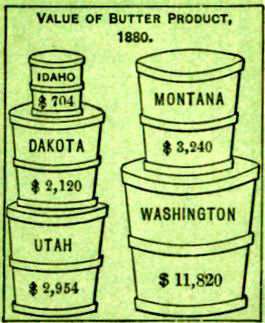 VALUE OF BUTTER PRODUCT,
1880.
IDAHO
$ 704
DAKOTA
$ 2,120
UTAH
$ 2,954
MONTANA
$ 3,240
WASHINGTON
$ 11,820